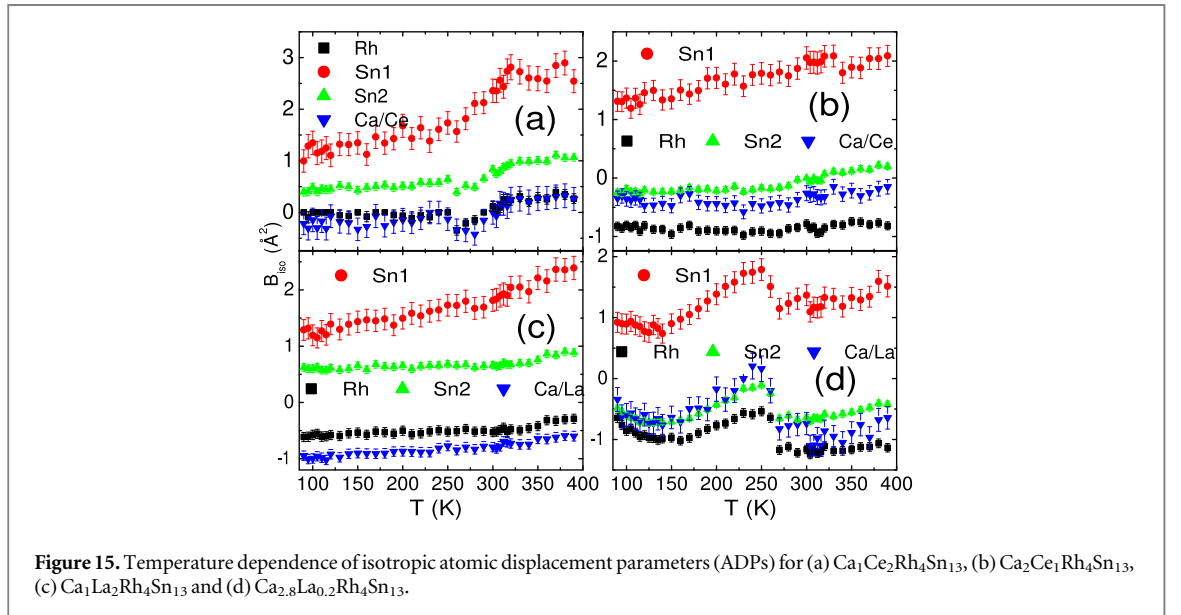 Rh
Sn1
Sn2
Ca/Ce
(a)
3
2
1
0
Sn1
Rh Sn2 Ca/Ce
(b)
2
1
0
-1
B iso (Å²)
Sn1
(c)
Rh Sn2 Ca/La
2
1
0
-1
100 150 200 250 300 350 400
T (K)
Sn1
Rh Sn2 Ca/La
(d)
2
1
0
-1
100 150 200 250 300 350 400
T (K)
Figure 15. Temperature dependence of isotropic atomic displacement parameters (ADPs) for (a) Ca₁Ce₂Rh₄Sn₁₃, (b) Ca₂Ce₁Rh₄Sn₁₃,
(c) Ca₁La₂Rh₄Sn₁₃ and (d) Ca₂.₈La₀.₂Rh₄Sn₁₃.